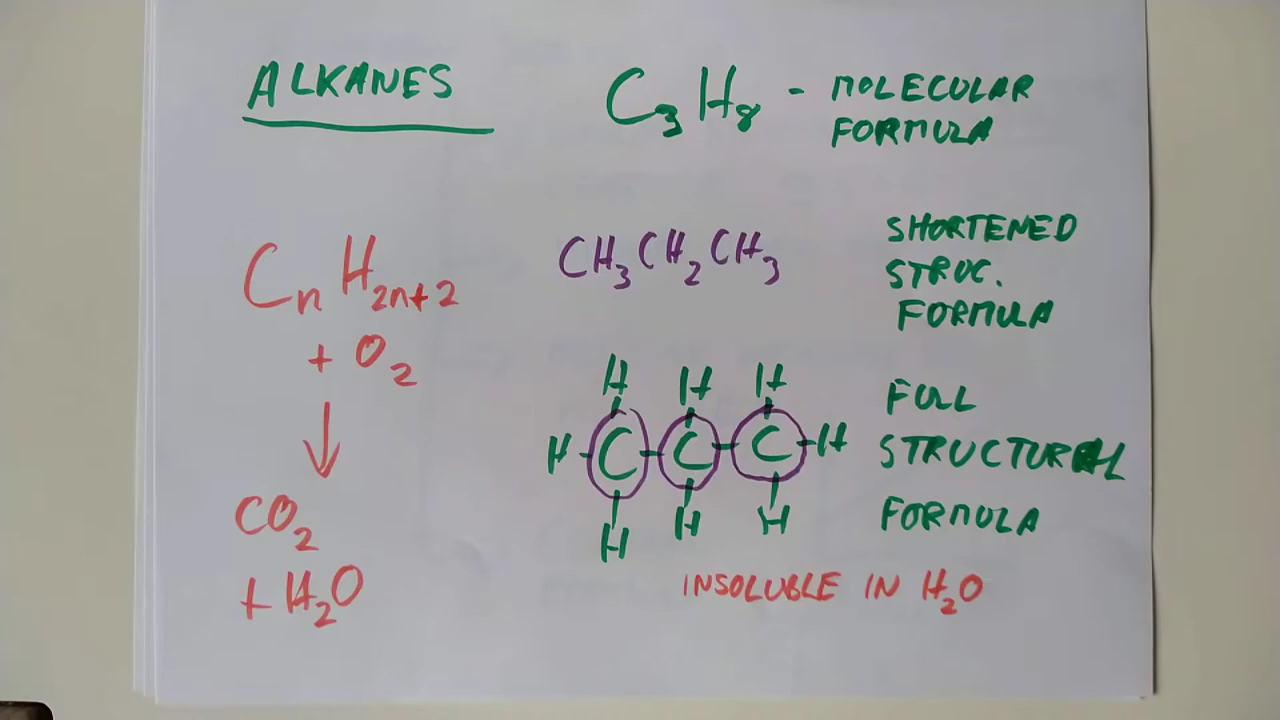 ALKANES
C₃H₈ - MOLECULAR
FORMULA
CₙH₂ₙ₊₂
+ O₂
↓
CO₂
+ H₂O
CH₃CH₂CH₃
SHORTENED
STRUC.
FORMULA
H H H
H-C-C-C-H
H H H
FULL
STRUCTURAL
FORMULA
INSOLUBLE IN H₂O